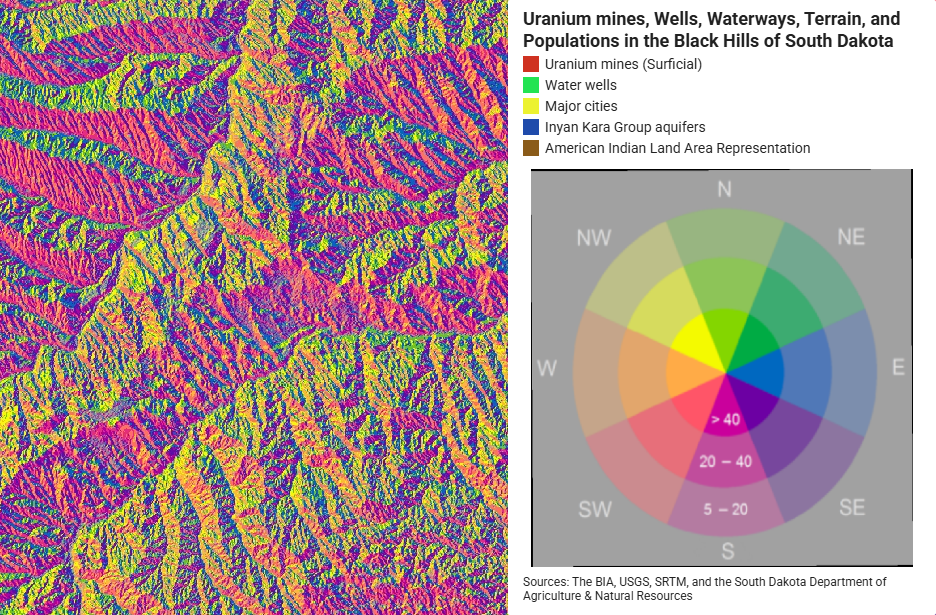 Uranium mines, Wells, Waterways, Terrain, and
Populations in the Black Hills of South Dakota
Uranium mines (Surficial)
Water wells
Major cities
Inyan Kara Group aquifers
American Indian Land Area Representation
N
NW
NE
W
E
> 40
20 – 40
5 – 20
SW
SE
S
Sources: The BIA, USGS, SRTM, and the South Dakota Department of
Agriculture & Natural Resources